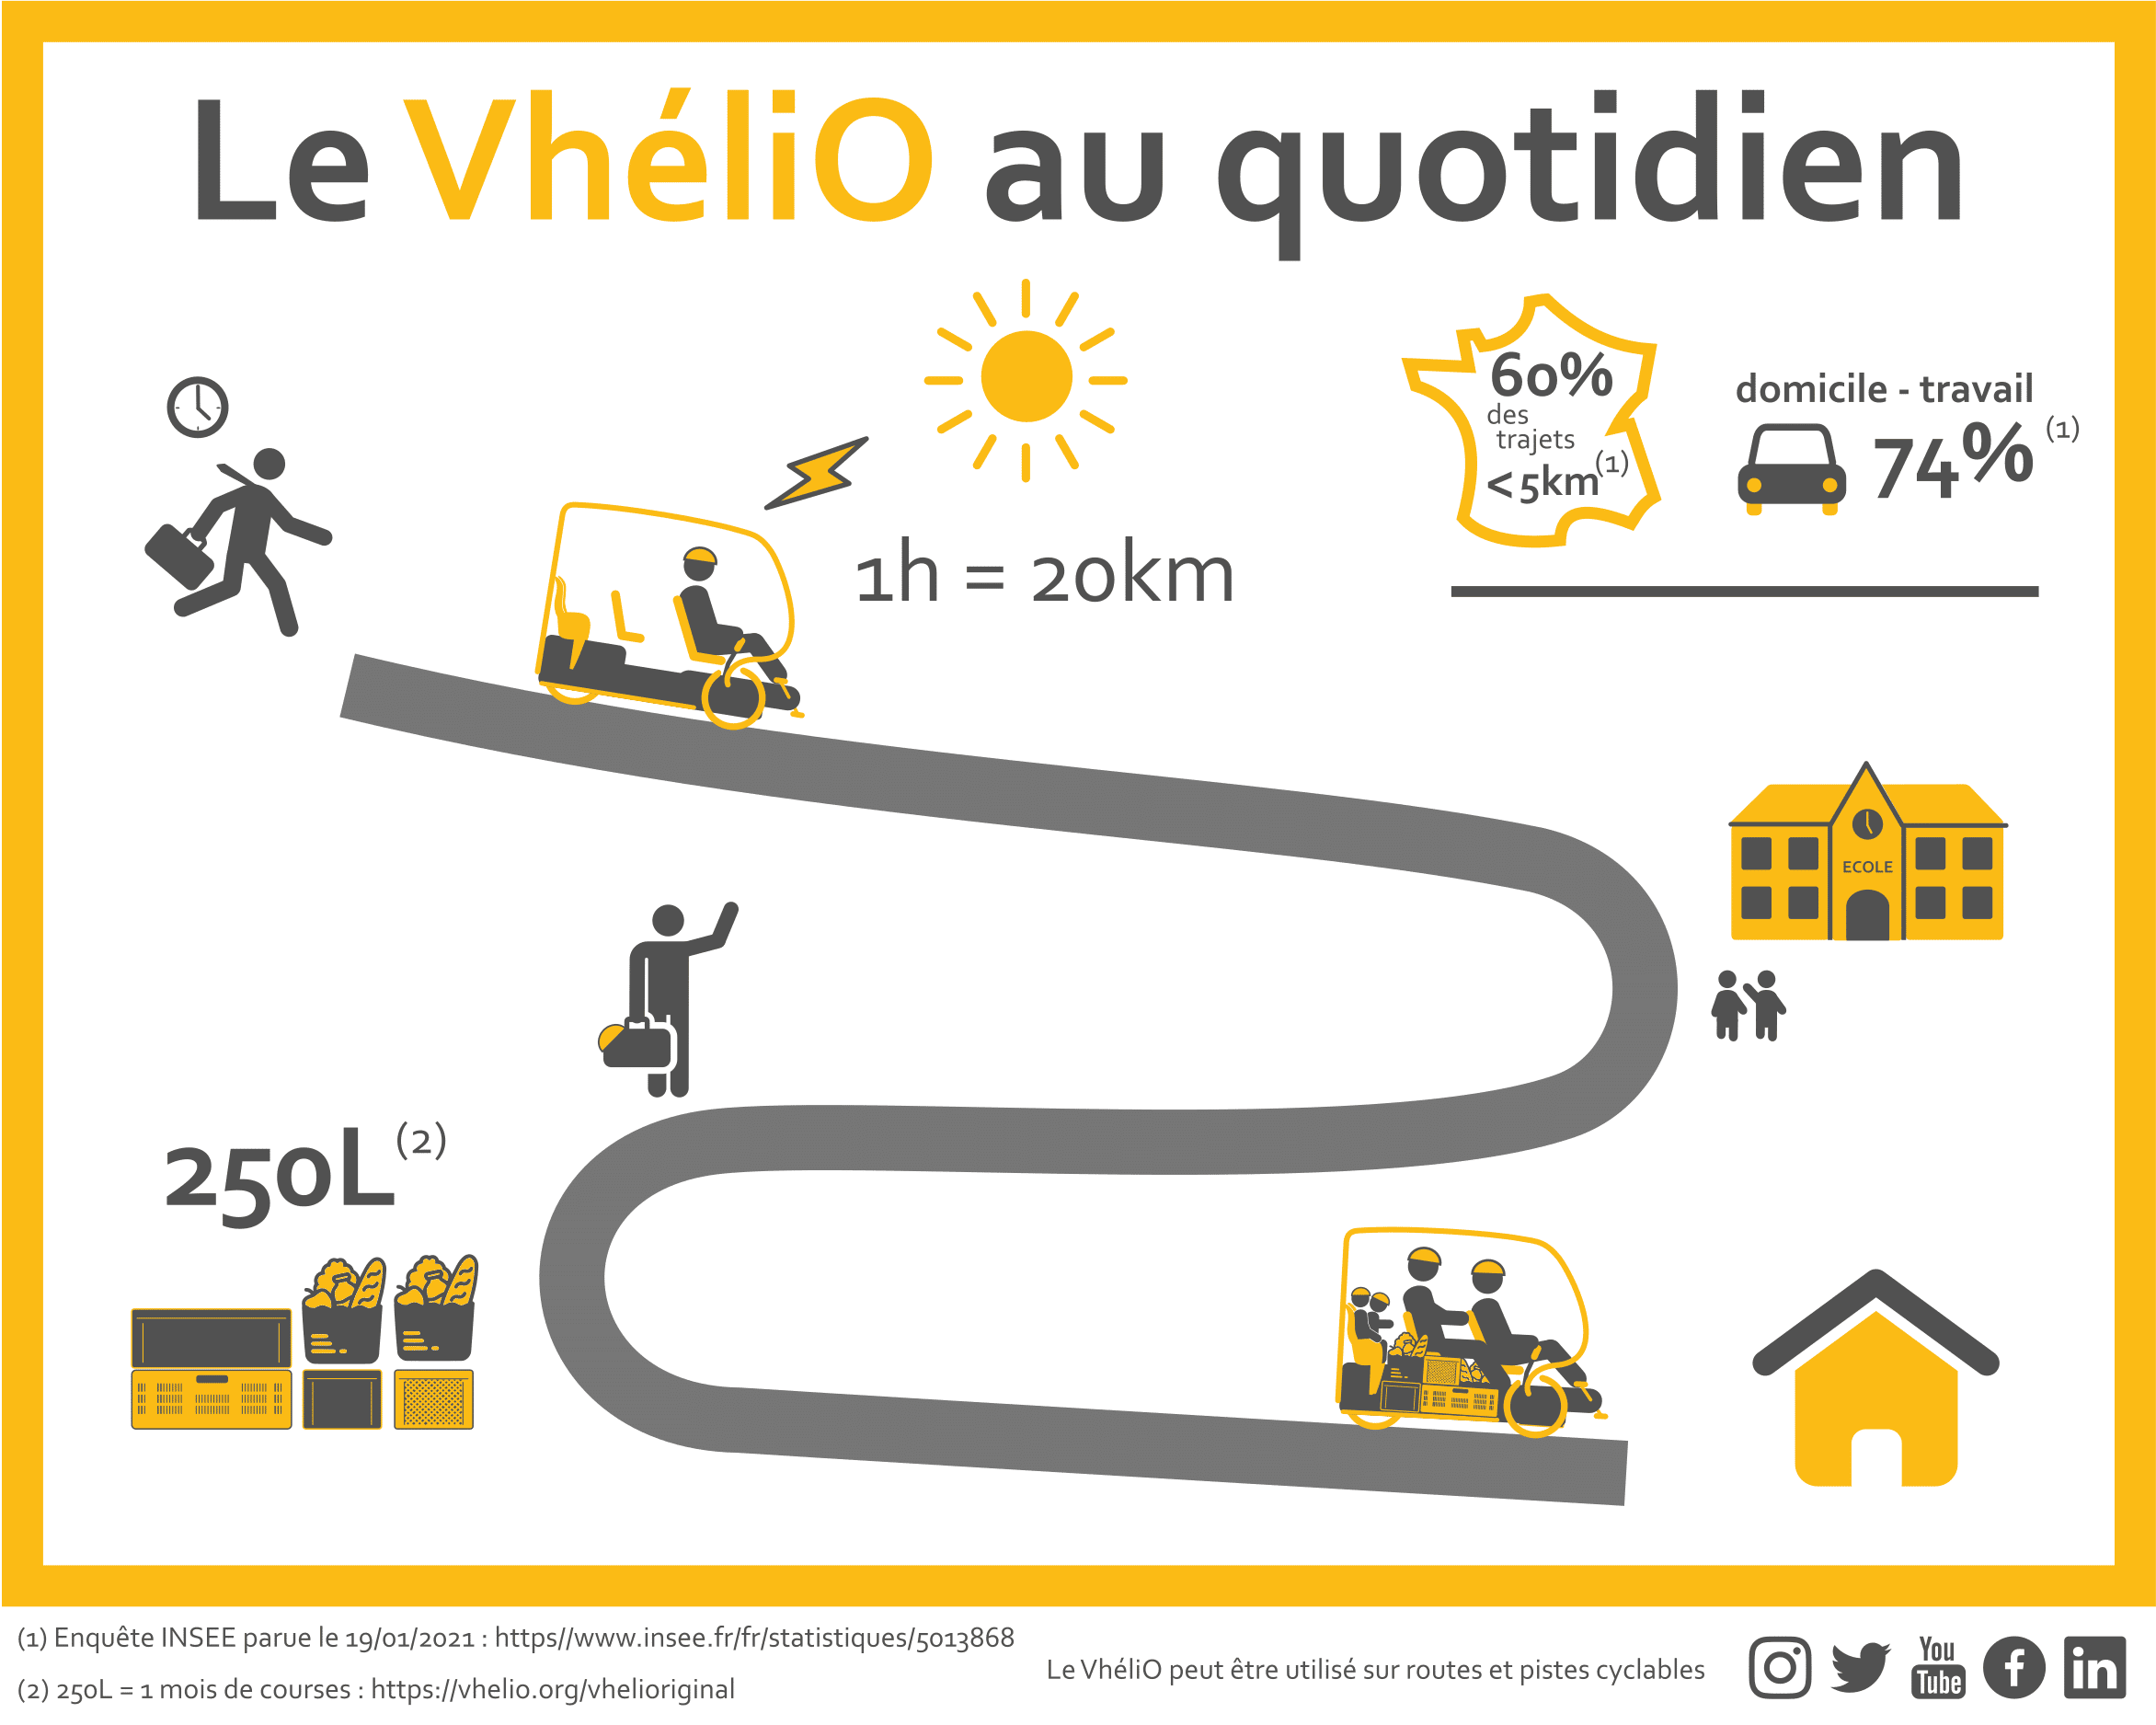 Le VhéliO au quotidien
60%
des
trajets
<5km(1)
domicile - travail
74% (1)
1h = 20km
ECOLE
250L (2)
(1) Enquête INSEE parue le 19/01/2021 : https//www.insee.fr/fr/statistiques/5013868
(2) 250L = 1 mois de courses : https://vhelio.org/vhelioriginal
Le VhéliO peut être utilisé sur routes et pistes cyclables
You
Tube
f
in